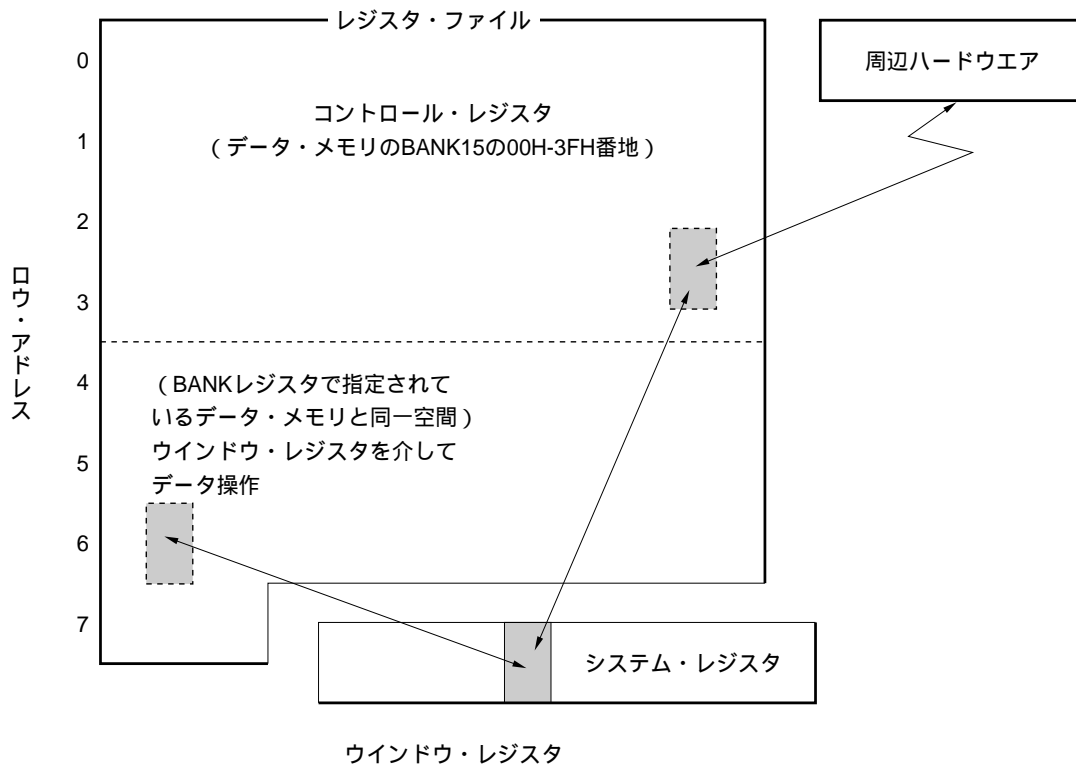 レジスタ・ファイル
周辺ハードウエア
0
コントロール・レジスタ
1
（データ・メモリのBANK15の00H-3FH番地）
2
ロウ・アドレス
3
4
（BANKレジスタで指定されて
いるデータ・メモリと同一空間）
ウインドウ・レジスタを介して
5
データ操作
6
7
システム・レジスタ
ウインドウ・レジスタ